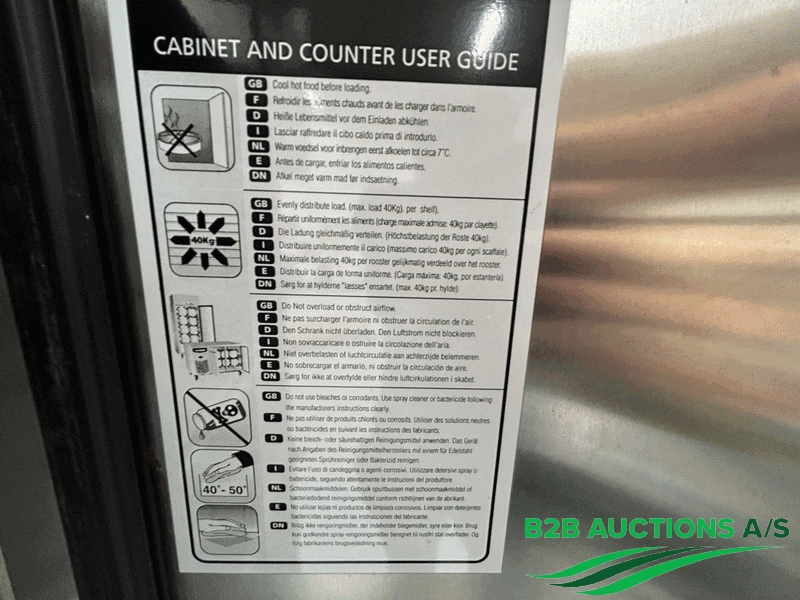 CABINET AND COUNTER USER GUIDE
GB Cool hot food before loading.
F Refroidir les aliments chauds avant de les charger dans l'armoire.
D Heiße Lebensmittel vor dem Einladen abkühlen.
I Lasciar raffredare il cibo caldo prima di introdurlo.
NL Warm voedsel voor inbrengen eerst afkoelen tot circa 7°C.
E Antes de cargar, enfriar los alimentos calientes.
DN Afkøl meget varm mad før indsaetning.
40Kg
GB Evenly distribute load. (max. load 40Kg). per shelf).
F Répartir uniformément les aliments (charge maximale admise: 40kg par clayette).
D Die Ladung gleichmäßig verteilen. (Höchstbelastung der Roste 40kg).
I Distribuire uniformemente il carico (massimo carico 40kg per ogni scaffale).
NL Maximale belasting 40kg per rooster gelijkmatig verdeeld over het rooster.
E Distribuir la carga de forma uniforme. (Carga máxima: 40kg, por estantería).
DN Sørg for at hylderne "læsses" ensartet. (max. 40kg pr. hylde).
GB Do Not overload or obstruct airflow.
F Ne pas surcharger l'armoire ni obstruer la circulation de l'air.
D Den Schrank nicht überladen. Den Luftstrom nicht blockieren.
I Non sovraccaricare o ostruire la circolazione dell'aria.
NL Niet overbelasten of luchtcirculatie aan achterzijde belemmeren.
E No sobrecargar el armario, ni obstruir la circulación de aire.
DN Sørg for ikke at overfylde eller hindre luftcirkulationen i skabet.
GB Do not use bleaches or corrodants. Use spray cleaner or bactericide following
the manufacturers instructions clearly.
F Ne pas utiliser de produits chlorés ou corrosits. Utiliser des solutions neutres
ou bactéricides en suivant les instructions des fabricants.
D Keine bleich- oder säurehaltigen Reinigungsmittel anwenden. Das Gerät
nach Angaben des Reinigungsmittelherstellers mit einem für Edelstahl
geeigneten Sprühreiniger oder Bakterizid reinigen.
40°- 50°
I Evitare l'uso di candeggina o agenti corrosivi. Utilizzare detersivi spray o
battericide, seguendo attentamente le instruzioni del produttore.
NL Schoonmaakmiddelen: Gebruik spuitbussen met schoonmaakmiddel of
bacteriedodend reinigingsmiddel conform richtlijnen van de fabrikant.
E No utilizar lejias ni productos de limpieza corrosivos. Limpiar con detergentes
bactericidas siguiendo las instrucciones del fabricante.
DN Brug ikke rengøringmidler, der indeholder blegemidler, syre eller klor. Brug
kun godkendte spray-rengøringsmidler beregnet til rustfri stal overflader. Og
følg fabrikantens brugsvejledning nøje.
B2B AUCTIONS A/S